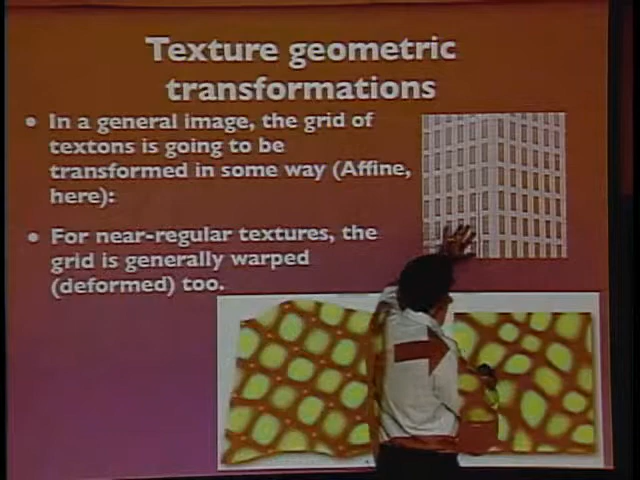 Texture geometric
transformations
• In a general image, the grid of
textons is going to be
transformed in some way (Affine,
here):
• For near-regular textures, the
grid is generally warped
(deformed) too.